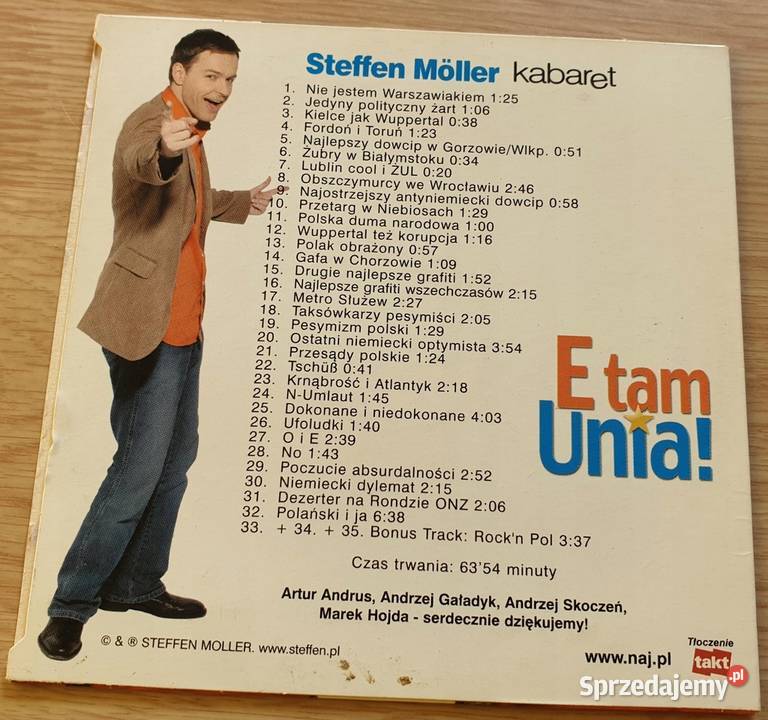 Steffen Möller kabaret
1. Nie jestem Warszawiakiem 1:25
2. Jedyny polityczny żart 1:06
3. Kielce jak Wuppertal 0:38
4. Fordoń i Toruń 1:23
5. Najlepszy dowcip w Gorzowie/Wlkp. 0:51
6. Żubry w Białymstoku 0:34
7. Lublin cool i ŻUL 0:20
8. Obszczymurcy we Wrocławiu 2:46
9. Najostrzejszy antyniemiecki dowcip 0:58
10. Przetarg w Niebiosach 1:29
11. Polska duma narodowa 1:00
12. Wuppertal też korupcja 1:16
13. Polak obrażony 0:57
14. Gafa w Chorzowie 1:09
15. Drugie najlepsze grafiti 1:52
16. Najlepsze grafiti wszechczasów 2:15
17. Metro Służew 2:27
18. Taksówkarzy pesymiści 2:05
19. Pesymizm polski 1:29
20. Ostatni niemiecki optymista 3:54
21. Przesądy polskie 1:24
22. Tschüß 0:41
23. Krnąbrość i Atlantyk 2:18
24. N-Umlaut 1:45
25. Dokonane i niedokonane 4:03
26. Ufoludki 1:40
27. O i E 2:39
28. No 1:43
29. Poczucie absurdalności 2:52
30. Niemiecki dylemat 2:15
31. Dezerter na Rondzie ONZ 2:06
32. Polański i ja 6:38
33. + 34. + 35. Bonus Track: Rock'n Pol 3:37
E tam
Unia!
Czas trwania: 63'54 minuty
Artur Andrus, Andrzej Gaładyk, Andrzej Skoczeń,
Marek Hojda - serdecznie dziękujemy!
© & ® STEFFEN MOLLER. www.steffen.pl
www.naj.pl
Tłoczenie
takt
Sprzedajemy.pl